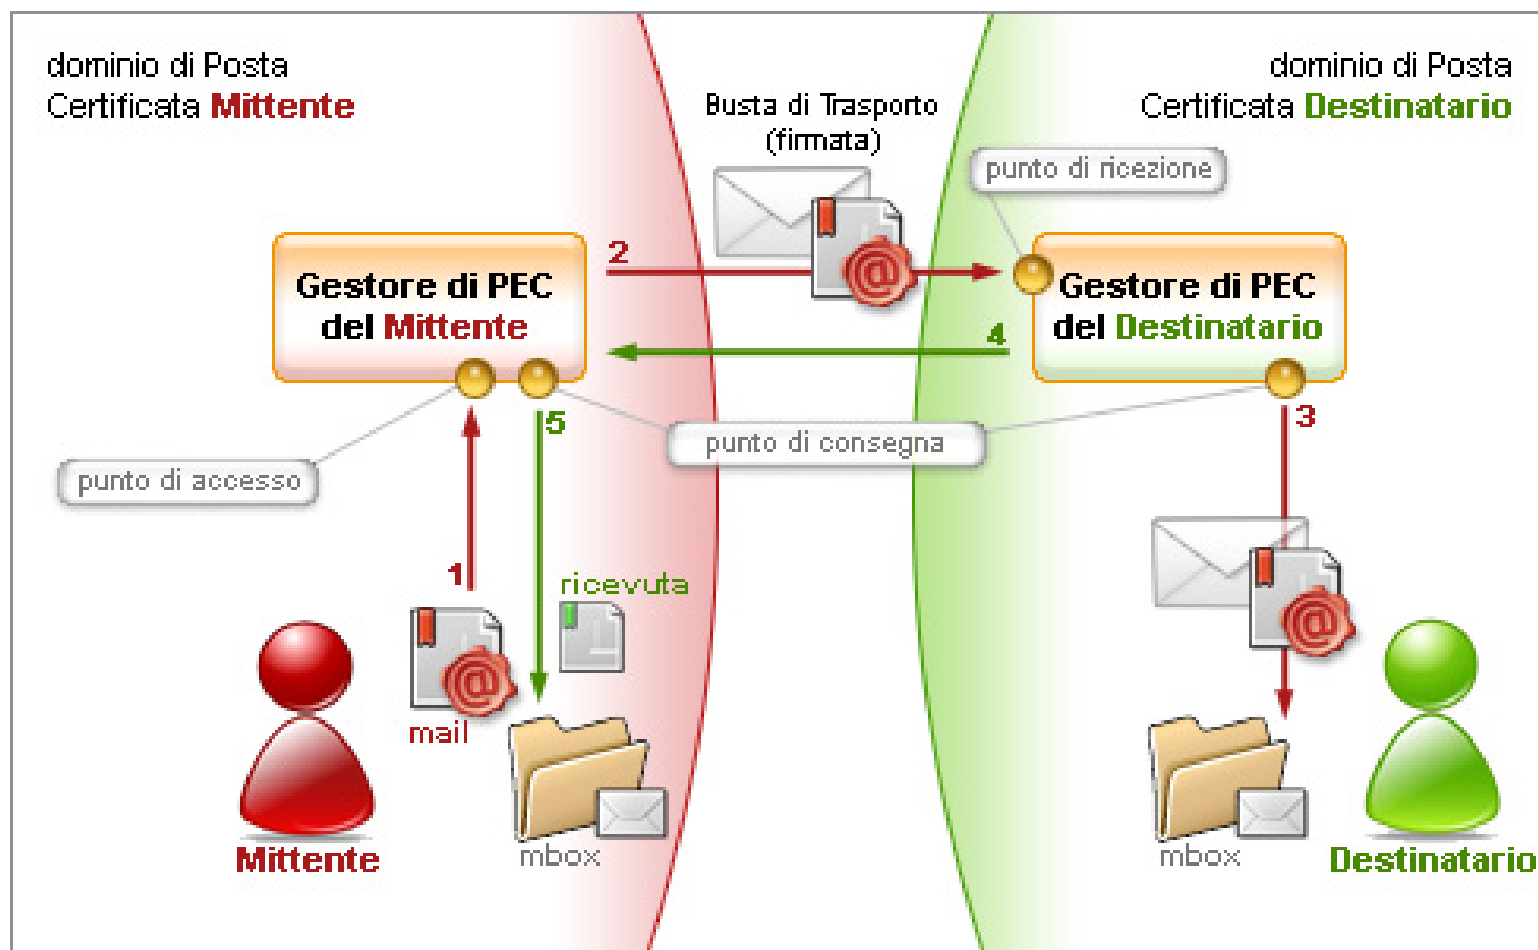 dominio di Posta
Certificata Mittente
Busta di Trasporto
(firmata)
dominio di Posta
Certificata Destinatario
punto di ricezione
2
Gestore di PEC
del Mittente
Gestore di PEC
del Destinatario
4
5
3
punto di consegna
punto di accesso
1
ricevuta
@
@
@
mail
mbox
mbox
Mittente
Destinatario